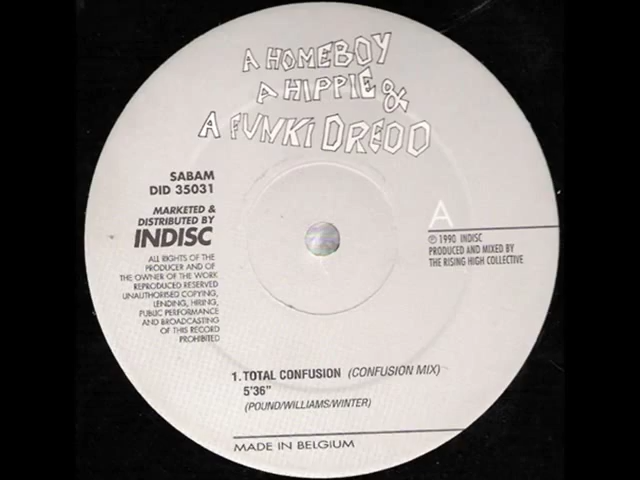 A HOMEBOY
A HIPPIE &
A FUNKI DREDD
SABAM
DID 35031
MARKETED &
DISTRIBUTED BY
INDISC
ALL RIGHTS OF THE
PRODUCER AND OF
THE OWNER OF THE WORK
REPRODUCED RESERVED
UNAUTHORISED COPYING,
LENDING, HIRING,
PUBLIC PERFORMANCE
AND BROADCASTING
OF THIS RECORD
PROHIBITED
A
℗ 1990 INDISC
PRODUCED AND MIXED BY
THE RISING HIGH COLLECTIVE
1. TOTAL CONFUSION (CONFUSION MIX)
5'36"
(POUND/WILLIAMS/WINTER)
MADE IN BELGIUM